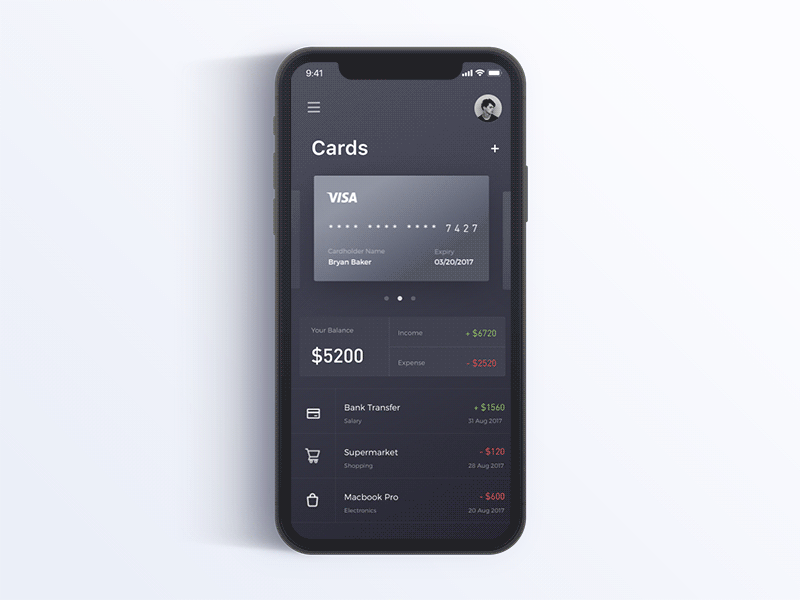 9:41
Cards
+
VISA
•••• •••• •••• 7427
Cardholder Name Expiry
Bryan Baker 03/20/2017
Your Balance
$5200
Income + $6720
Expense - $2520
Bank Transfer + $1560
Salary 31 Aug 2017
Supermarket - $120
Shopping 28 Aug 2017
Macbook Pro - $600
Electronics 20 Aug 2017